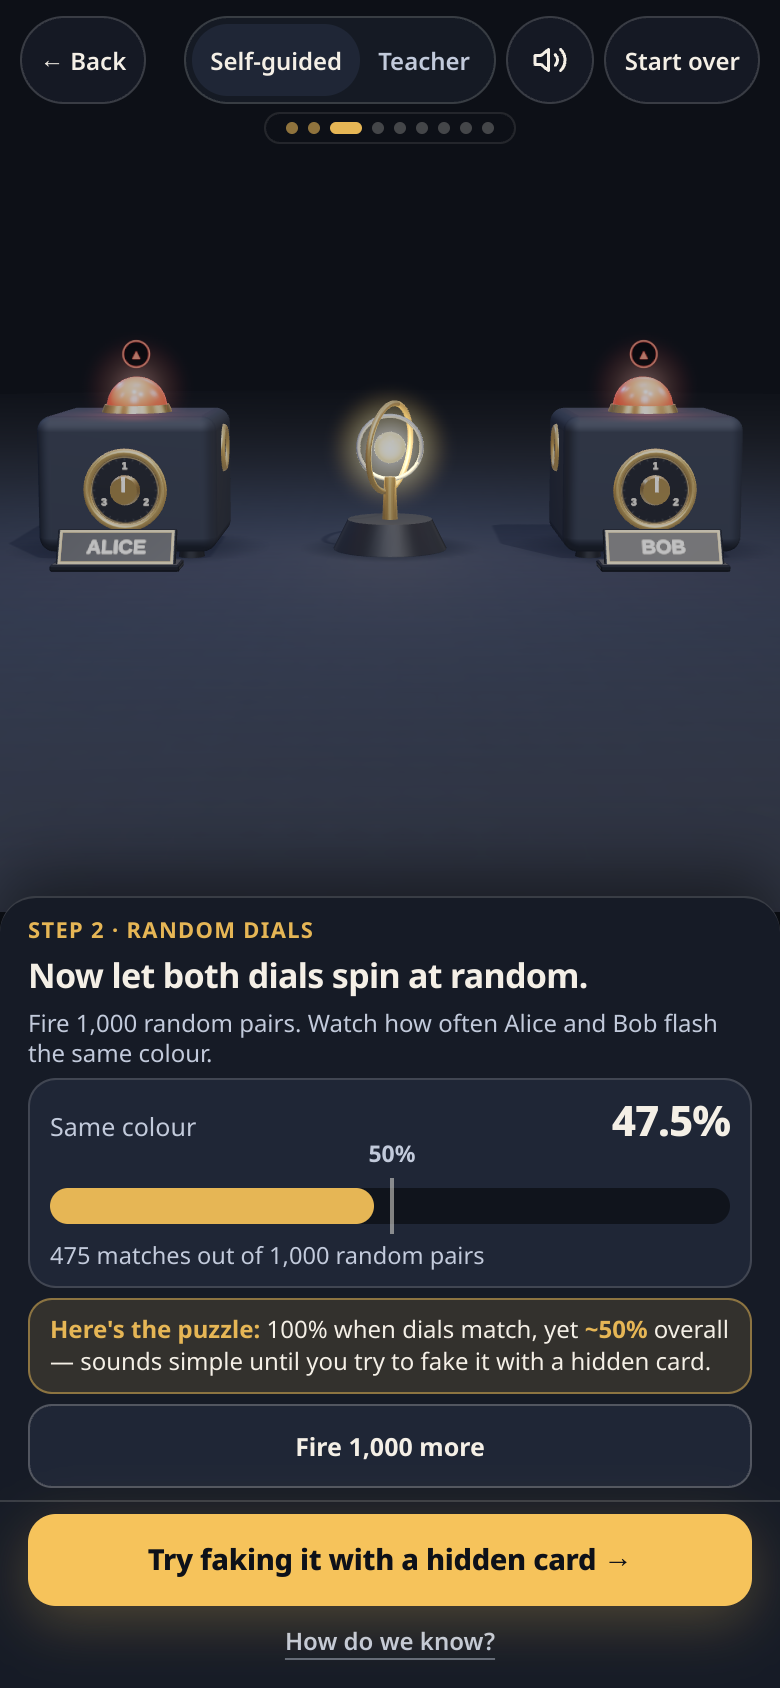 ← Back
Self-guided
Teacher
Start over
1
3
2
ALICE
1
3
2
BOB
STEP 2 · RANDOM DIALS
Now let both dials spin at random.
Fire 1,000 random pairs. Watch how often Alice and Bob flash
the same colour.
Same colour
47.5%
50%
475 matches out of 1,000 random pairs
Here's the puzzle: 100% when dials match, yet ~50% overall
— sounds simple until you try to fake it with a hidden card.
Fire 1,000 more
Try faking it with a hidden card →
How do we know?